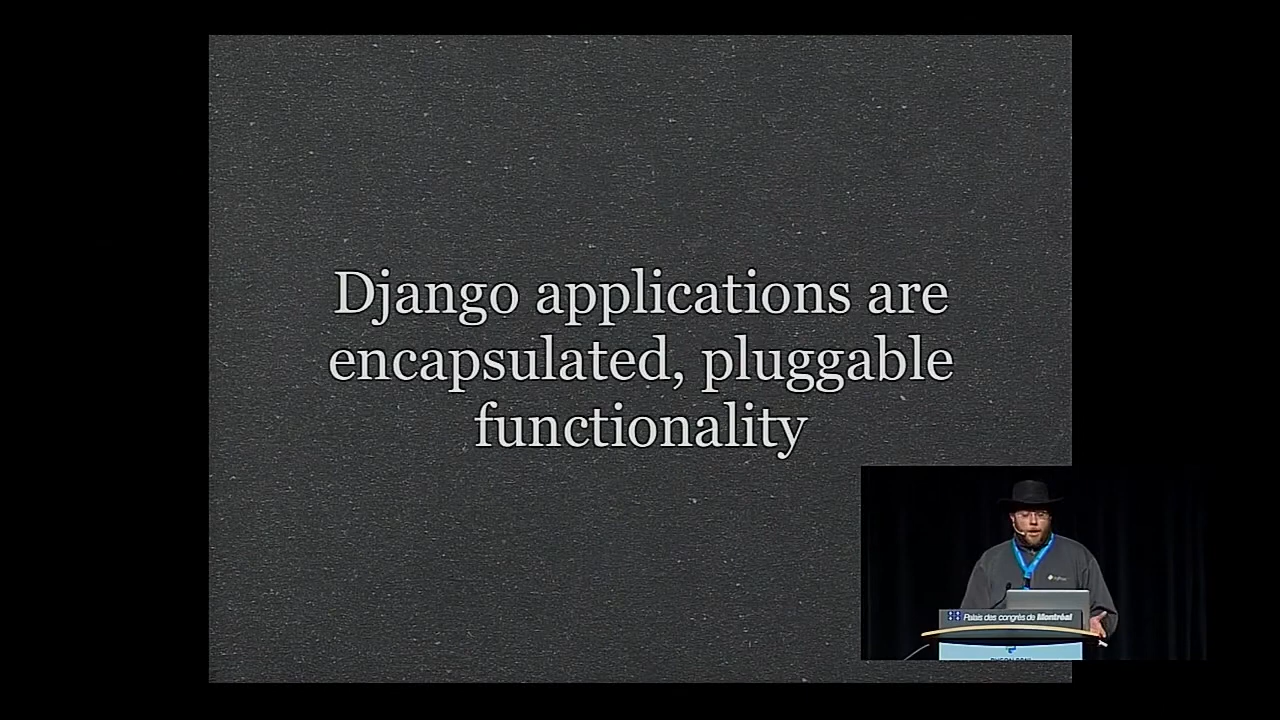 Django applications are
encapsulated, pluggable
functionality
Palais des congrès de Montréal